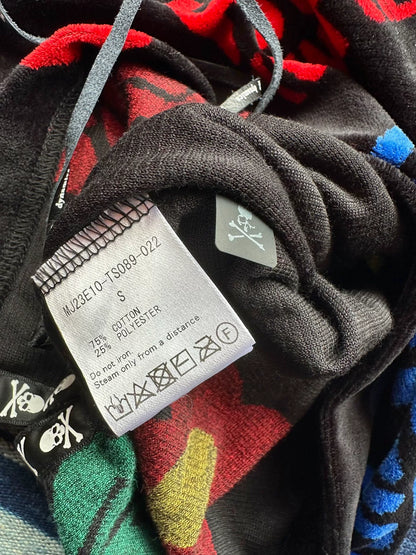 MJ23E10-TS089-022
S
75% COTTON
25% POLYESTER
Do not iron.
Steam only from a distance.
F